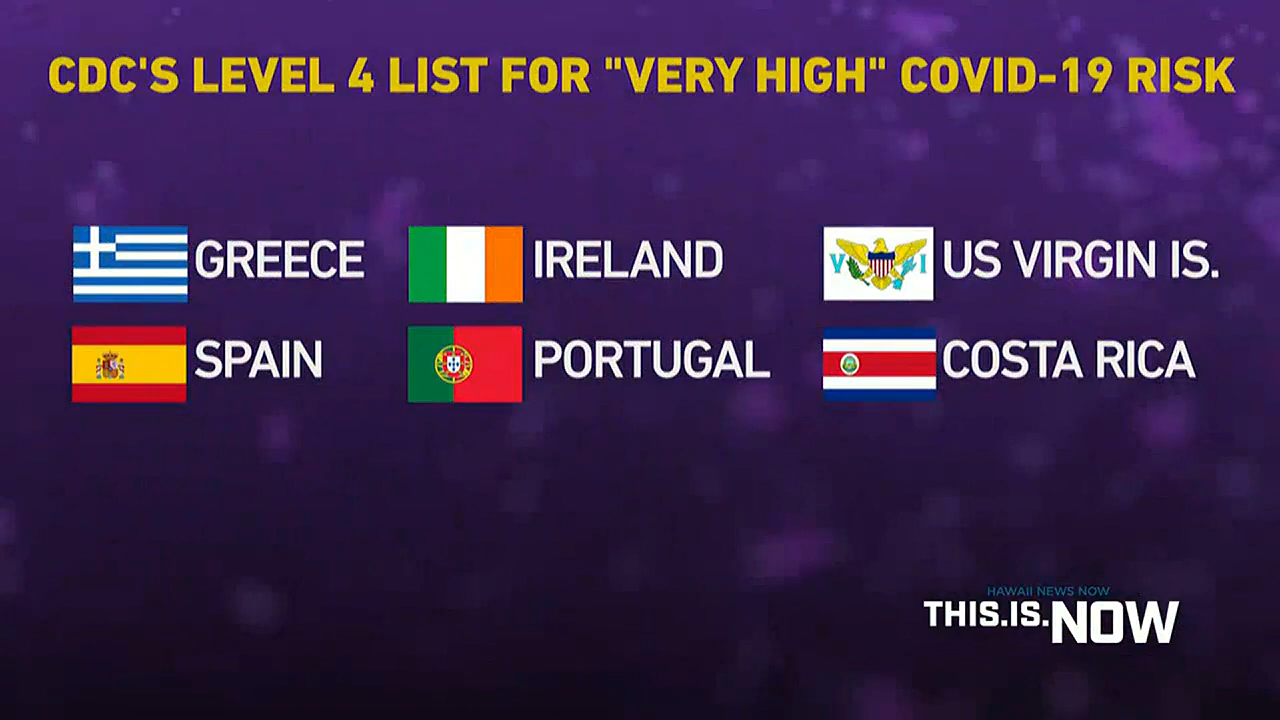 CDC'S LEVEL 4 LIST FOR "VERY HIGH" COVID-19 RISK
GREECE
IRELAND
V I
US VIRGIN IS.
SPAIN
PORTUGAL
COSTA RICA
HAWAII NEWS NOW
THIS.IS.NOW